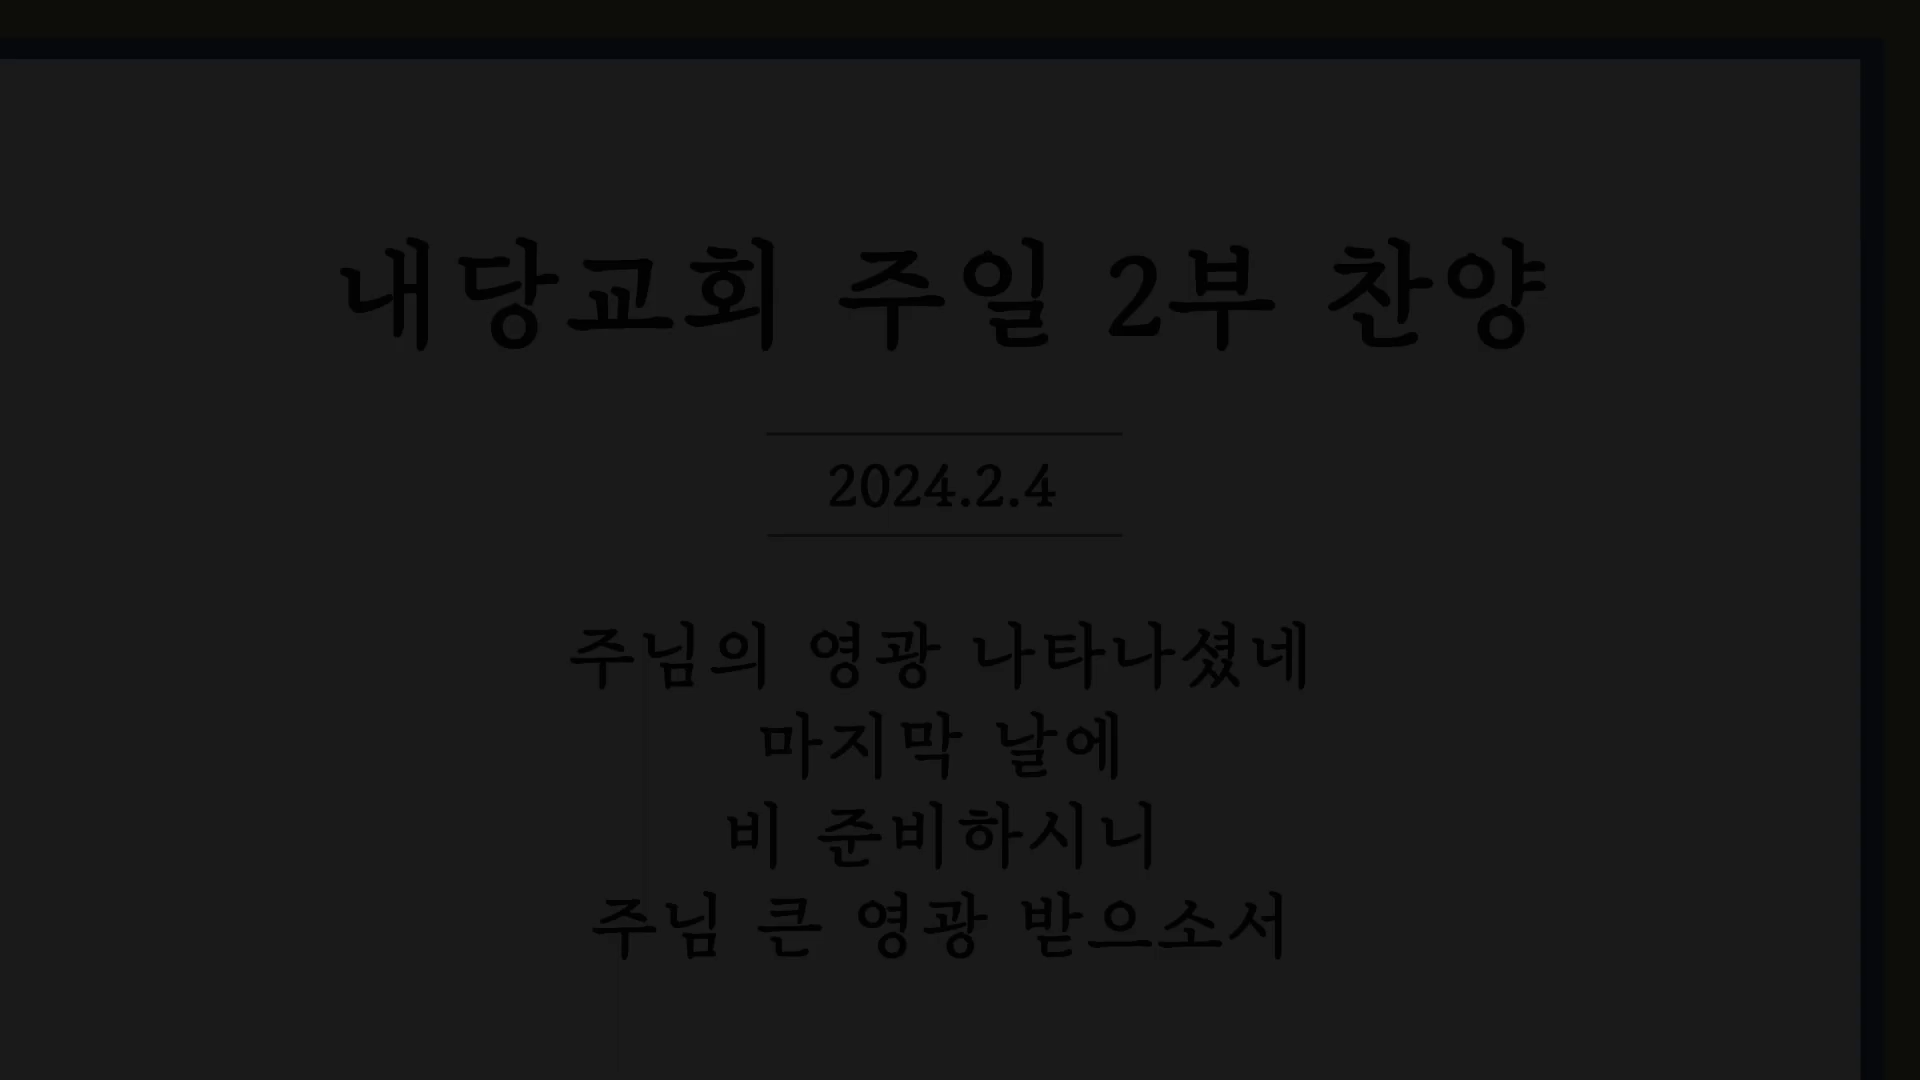 내당교회 주일 2부 찬양
2024.2.4
주님의 영광 나타나셨네
마지막 날에
비 준비하시니
주님 큰 영광 받으소서